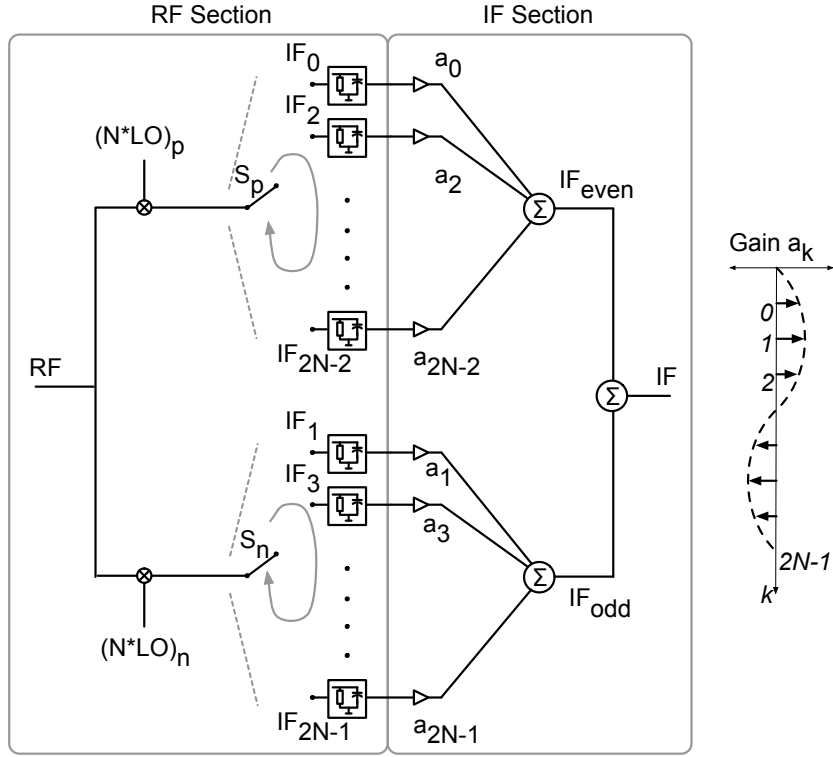 RF Section
IF Section
IF0
a0
IF2
a2
(N*LO)p
Sp
IFeven
Σ
IF2N-2
a2N-2
RF
Σ
IF
IF1
a1
IF3
a3
Sn
Σ
IFodd
(N*LO)n
IF2N-1
a2N-1
Gain ak
0
1
2
2N-1
k